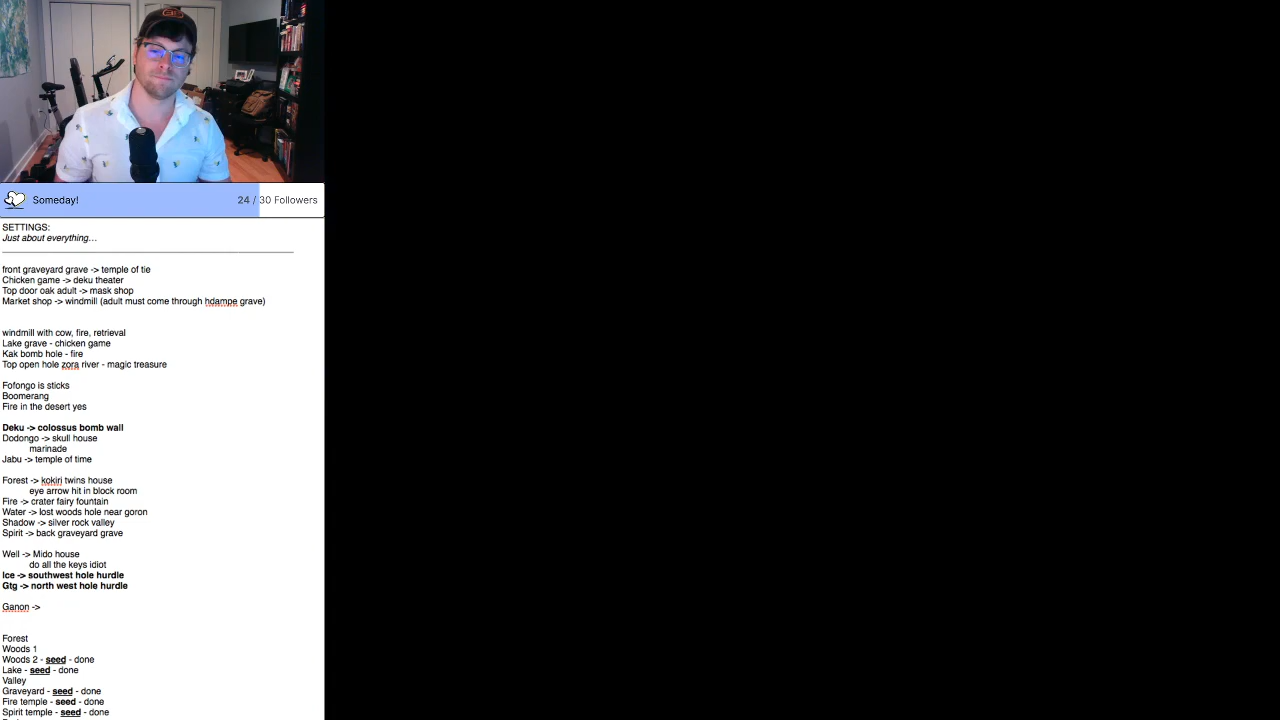 Someday!
24 / 30 Followers
SETTINGS:
Just about everything...
front graveyard grave -> temple of tie
Chicken game -> deku theater
Top door oak adult -> mask shop
Market shop -> windmill (adult must come through hdampe grave)
windmill with cow, fire, retrieval
Lake grave - chicken game
Kak bomb hole - fire
Top open hole zora river - magic treasure
Fofongo is sticks
Boomerang
Fire in the desert yes
Deku -> colossus bomb wall
Dodongo -> skull house
marinade
Jabu -> temple of time
Forest -> kokiri twins house
eye arrow hit in block room
Fire -> crater fairy fountain
Water -> lost woods hole near goron
Shadow -> silver rock valley
Spirit -> back graveyard grave
Well -> Mido house
do all the keys idiot
Ice -> southwest hole hurdle
Gtg -> north west hole hurdle
Ganon ->
Forest
Woods 1
Woods 2 - seed - done
Lake - seed - done
Valley
Graveyard - seed - done
Fire temple - seed - done
Spirit temple - seed - done